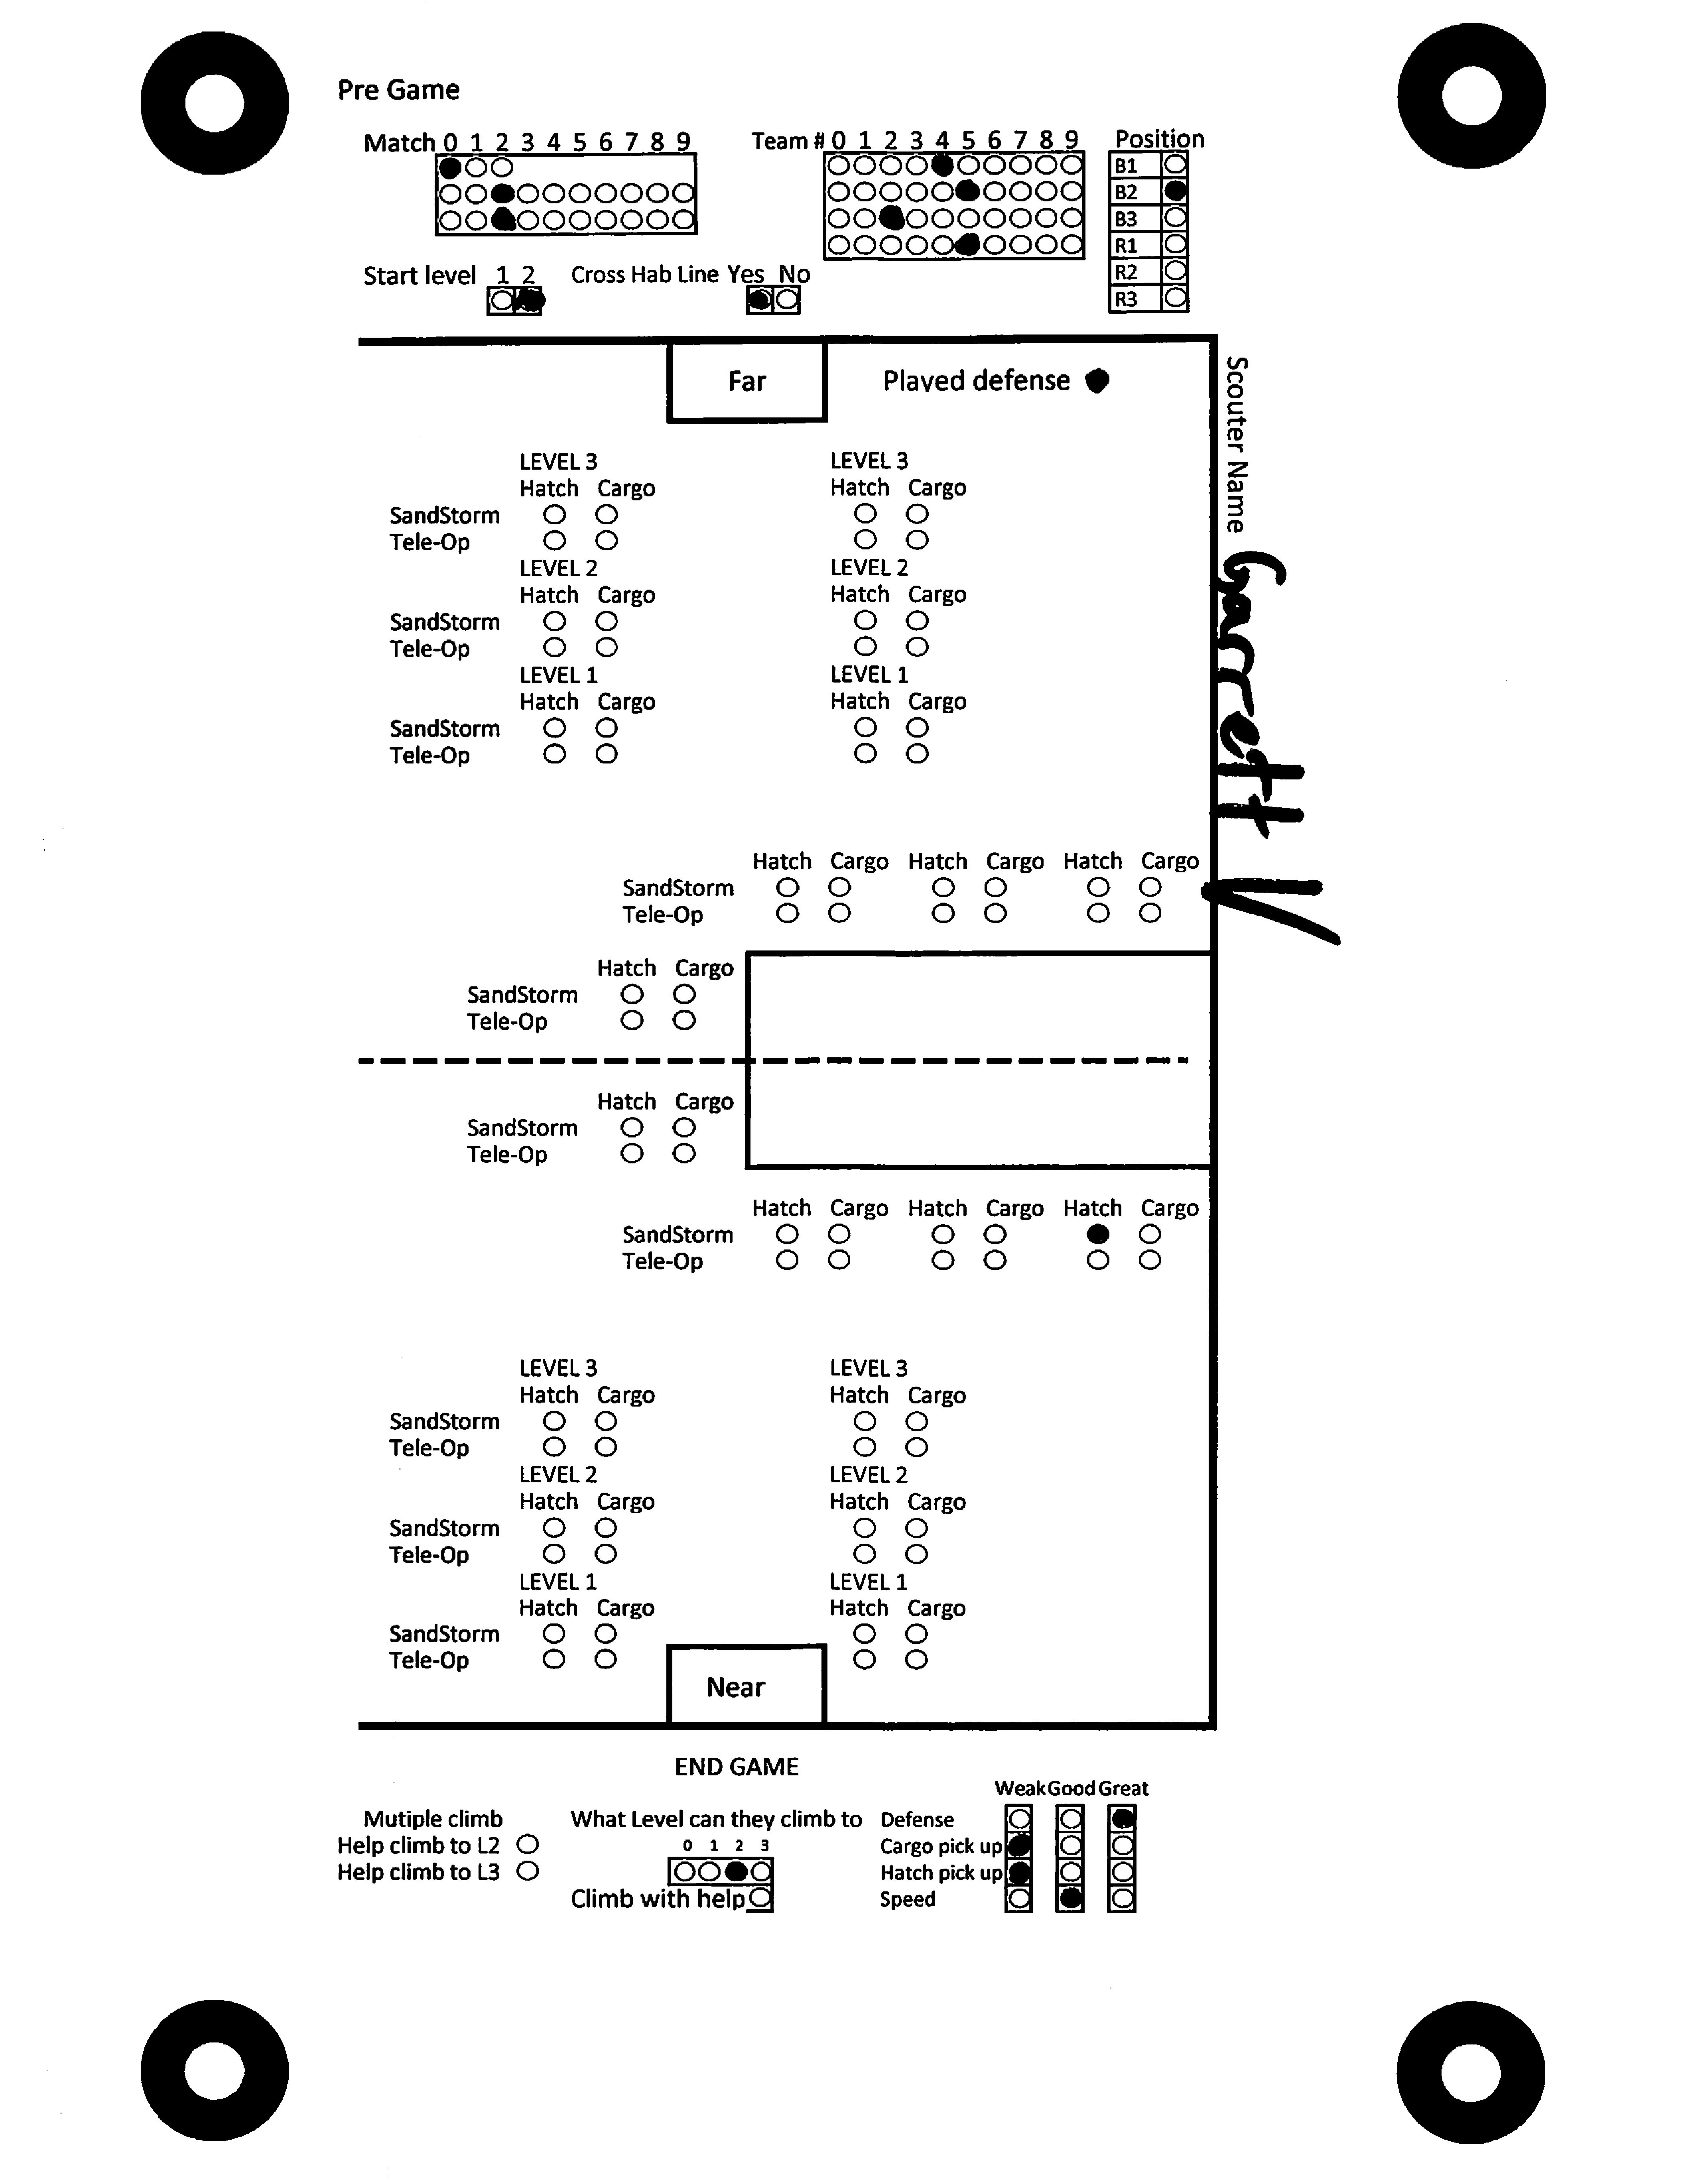 Pre Game
Match 0 1 2 3 4 5 6 7 8 9
Team # 0 1 2 3 4 5 6 7 8 9
Position
B1
B2
B3
R1
R2
R3
Start level 1 2
Cross Hab Line Yes No
Far
Played defense
Scouter Name Garrett V
LEVEL 3 LEVEL 3
Hatch Cargo Hatch Cargo
SandStorm
Tele-Op
LEVEL 2 LEVEL 2
Hatch Cargo Hatch Cargo
SandStorm
Tele-Op
LEVEL 1 LEVEL 1
Hatch Cargo Hatch Cargo
SandStorm
Tele-Op
Hatch Cargo Hatch Cargo Hatch Cargo
SandStorm
Tele-Op
Hatch Cargo
SandStorm
Tele-Op
Hatch Cargo
SandStorm
Tele-Op
Hatch Cargo Hatch Cargo Hatch Cargo
SandStorm
Tele-Op
LEVEL 3 LEVEL 3
Hatch Cargo Hatch Cargo
SandStorm
Tele-Op
LEVEL 2 LEVEL 2
Hatch Cargo Hatch Cargo
SandStorm
Tele-Op
LEVEL 1 LEVEL 1
Hatch Cargo Hatch Cargo
SandStorm
Tele-Op
Near
END GAME
Mutiple climb
Help climb to L2
Help climb to L3
What Level can they climb to
0 1 2 3
Climb with help
Weak Good Great
Defense
Cargo pick up
Hatch pick up
Speed